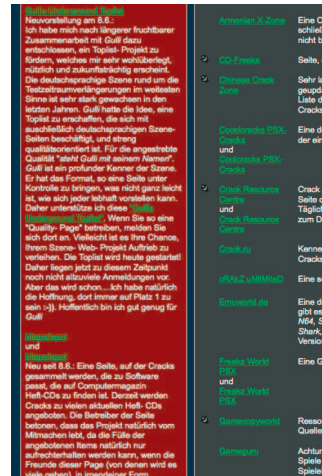 Gullis Underground Toplist
Neuvorstellung am 8.6.:
Ich habe mich nach längerer fruchtbarer
Zusammenarbeit mit Gulli dazu
entschlossen, ein Toplist- Projekt zu
fördern, welches mir sehr wohlüberlegt,
nützlich und zukunftsträchtig erscheint.
Die deutschsprachige Szene rund um die
Testzeitraumverlängerungen im weitesten
Sinne ist sehr stark gewachsen in den
letzten Jahren. Gulli hatte die Idee, eine
Toplist zu erschaffen, die sich mit
auschließlich deutschsprachigen Szene-
Seiten beschäftigt, und streng
qualitätsorientiert ist. Für die angestrebte
Qualität "steht Gulli mit seinem Namen".
Gulli ist ein profunder Kenner der Szene.
Er hat das Format, so eine Seite unter
Kontrolle zu bringen, was nicht ganz leicht
ist, wie sich jeder lebhaft vorstellen kann.
Daher unterstütze ich diese "Gullis
Underground Toplist". Wenn Sie so eine
"Quality- Page" betreiben, melden Sie
sich dort an. Vielleicht ist es Ihre Chance,
Ihrem Szene- Web- Projekt Auftrieb zu
verleihen. Die Toplist wird heute gestartet!
Daher liegen jetzt zu diesem Zeitpunkt
noch nicht allzuviele Anmeldungen vor.
Aber das wird schon....Ich habe natürlich
die Hoffnung, dort immer auf Platz 1 zu
sein :-)). Hoffentlich bin ich gut genug für
Gulli
und
Neu seit 8.6.: Eine Seite, auf der Cracks
gesammelt werden, die zu Software
passt, die auf Computermagazin
Heft-CDs zu finden ist. Derzeit werden
Cracks zu vielen aktuellen Heft- CDs
angeboten. Die Betreiber der Seite
betonen, dass das Projekt natürlich vom
Mitmachen lebt, da die Fülle der
angebotenen Items natürlich nur
aufrechterhalten werden kann, wenn die
Freunde dieser Page (von denen wird es
viele geben), in irgendeiner Form
Armenian X-Zone
Eine C
schließ
nicht b
CD-Freaks
Seite,
Chinese Crack
Zone
Sehr la
geupda
Liste d
Cracks
Coolcracks PSX-
Cracks
und
Coolcracks PSX-
Cracks
Eine d
der ein
Crack Resource
Centre
und
Crack Resource
Centre
Crack
Seite d
Täglich
zum D
Crack.ru
Kenne
Cracks
cRAkZ uNlIMiteD
Eine s
Emuworld.de
Eine d
gibt es
N64, S
Shark,
Version
Freakz World
PSX
und
Freakz World
PSX
Eine G
Gamecopyworld
Resso
Quelle
Gameguru
Achtun
Spiele
Spiele